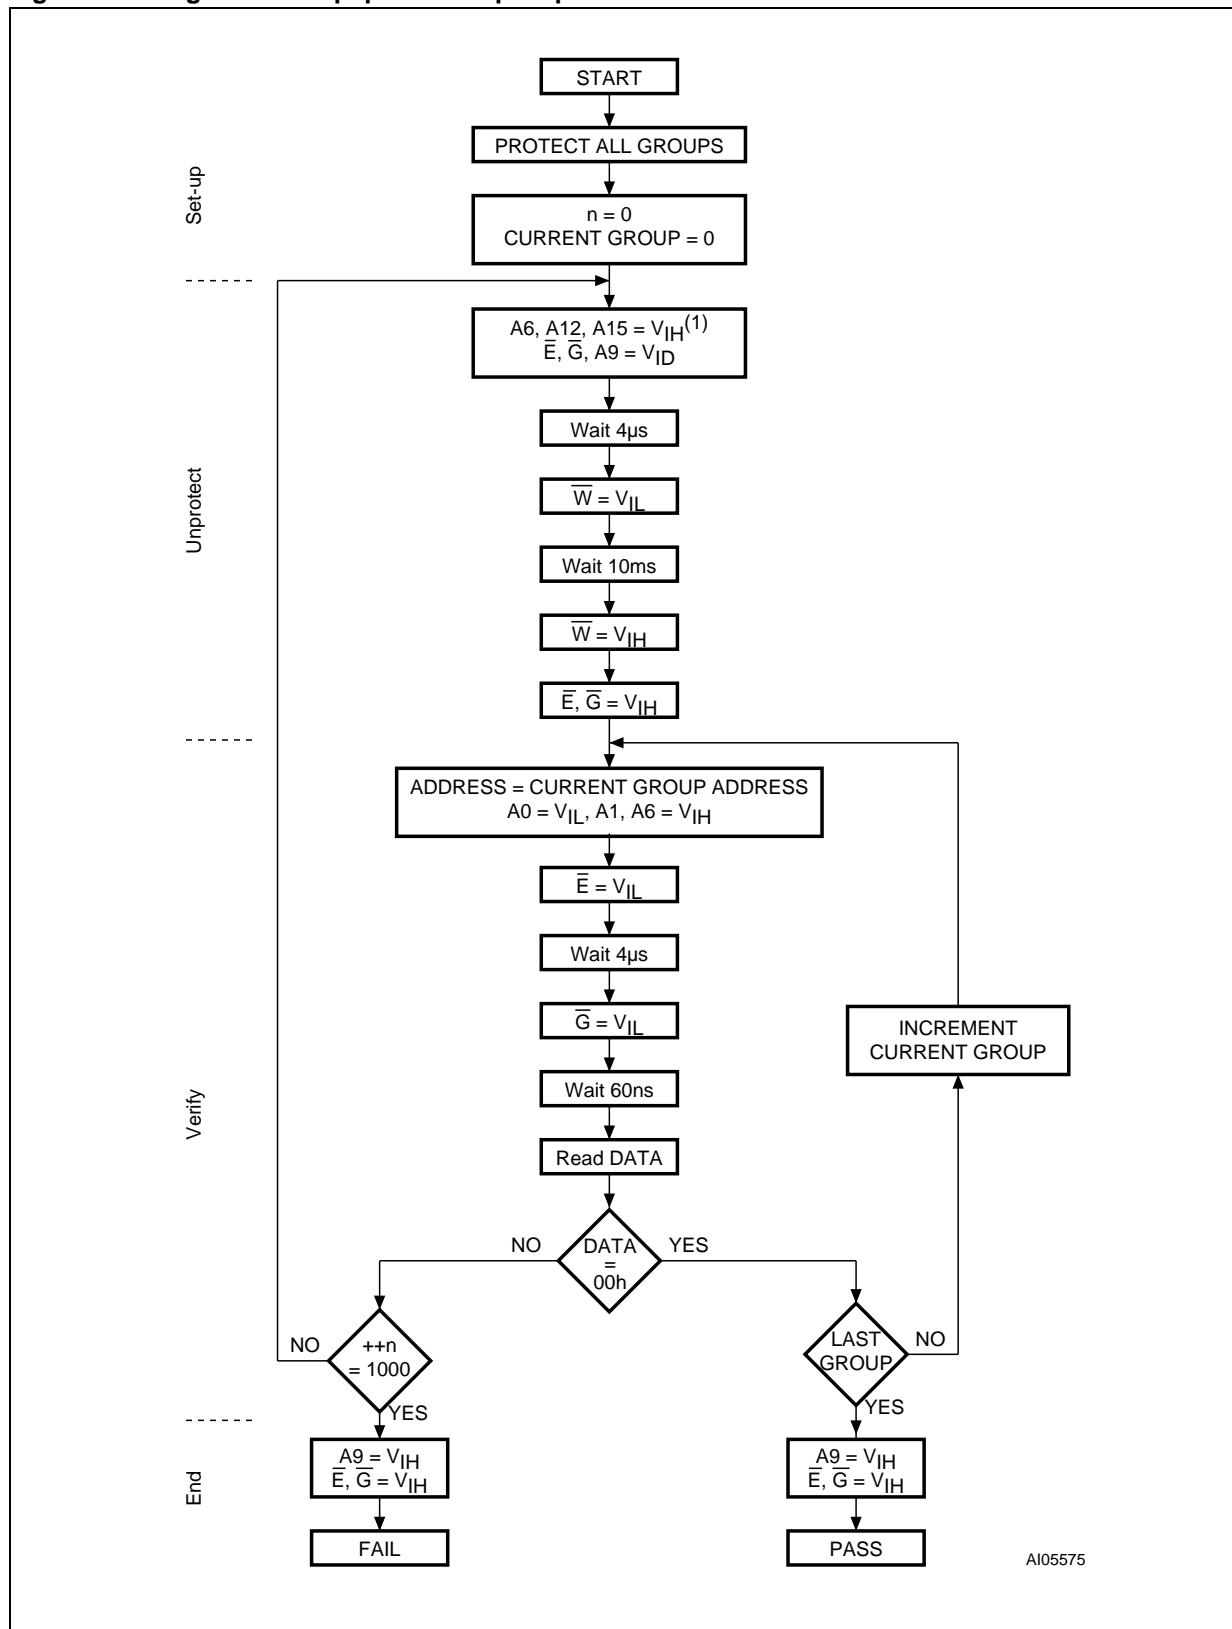 START
PROTECT ALL GROUPS
Set-up
n = 0
CURRENT GROUP = 0
A6, A12, A15 = VIH(1)
E̅, G̅, A9 = VID
Wait 4µs
Unprotect
W̅ = VIL
Wait 10ms
W̅ = VIH
E̅, G̅ = VIH
ADDRESS = CURRENT GROUP ADDRESS
A0 = VIL, A1, A6 = VIH
E̅ = VIL
Wait 4µs
G̅ = VIL
INCREMENT
CURRENT GROUP
Wait 60ns
Verify
Read DATA
NO
DATA
=
00h
YES
NO
++n
= 1000
LAST
GROUP
NO
YES
YES
End
A9 = VIH
E̅, G̅ = VIH
A9 = VIH
E̅, G̅ = VIH
FAIL
PASS
AI05575